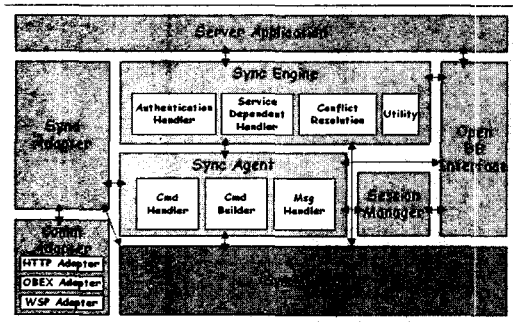 Server Application
Sync Engine
Authentication
Handler
Service
Dependent
Handler
Conflict
Resolution
Utility
Sync
Adapter
Open
DB
Interface
Sync Agent
Cmd
Handler
Cmd
Builder
Msg
Handler
Session
Manager
Comm
Adapter
HTTP Adapter
OBEX Adapter
WSP Adapter